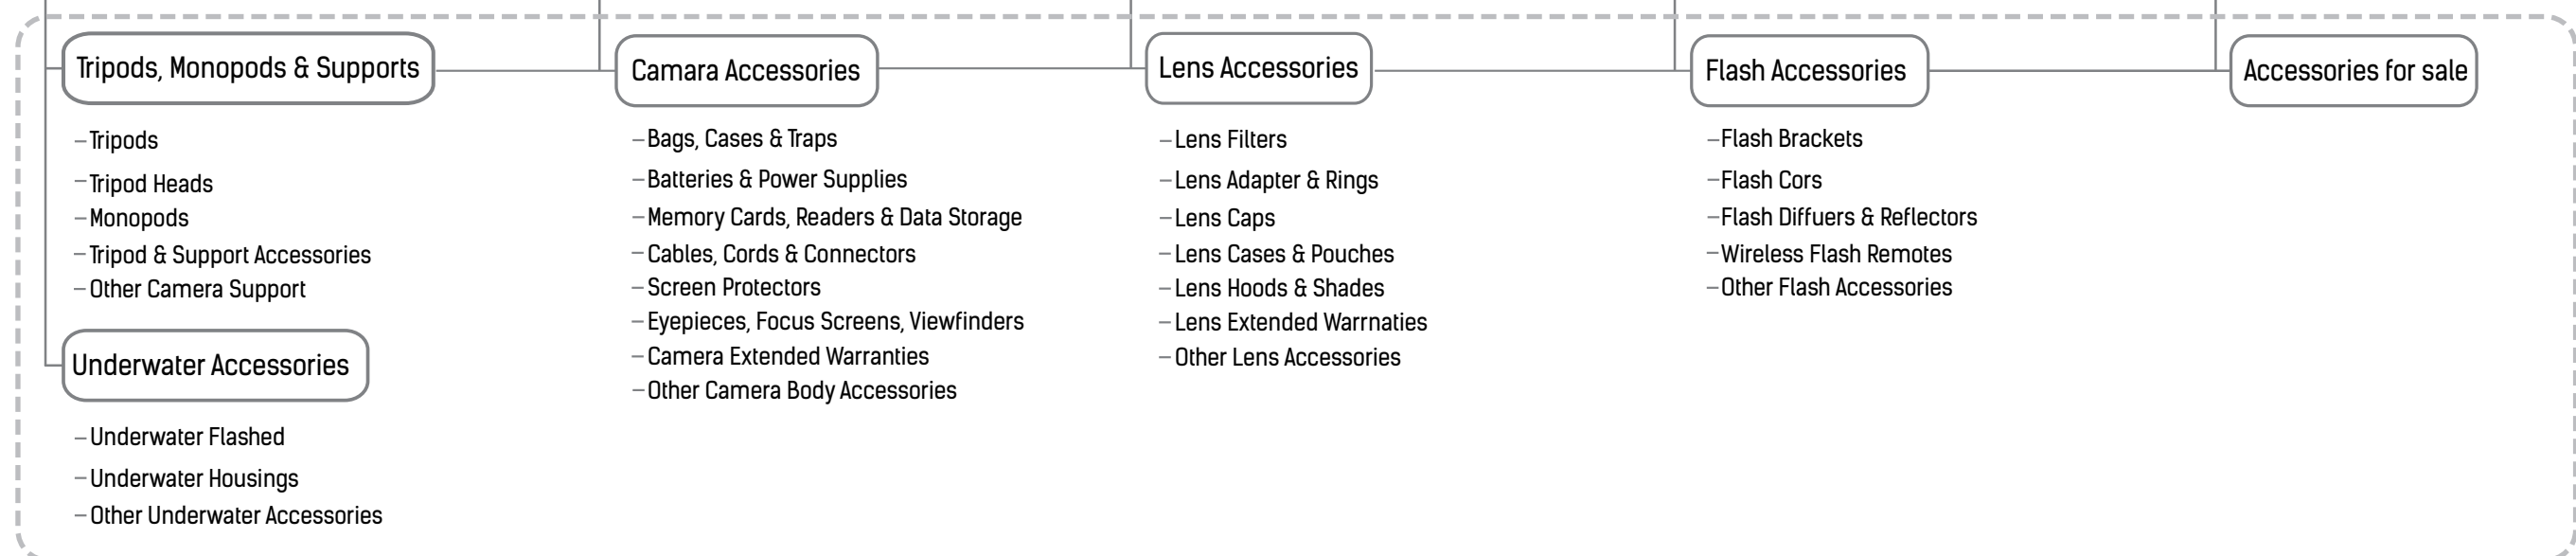 Tripods, Monopods & Supports
–Tripods
–Tripod Heads
–Monopods
–Tripod & Support Accessories
–Other Camera Support
Underwater Accessories
–Underwater Flashed
–Underwater Housings
–Other Underwater Accessories
Camara Accessories
–Bags, Cases & Traps
–Batteries & Power Supplies
–Memory Cards, Readers & Data Storage
–Cables, Cords & Connectors
–Screen Protectors
–Eyepieces, Focus Screens, Viewfinders
–Camera Extended Warranties
–Other Camera Body Accessories
Lens Accessories
–Lens Filters
–Lens Adapter & Rings
–Lens Caps
–Lens Cases & Pouches
–Lens Hoods & Shades
–Lens Extended Warrnaties
–Other Lens Accessories
Flash Accessories
–Flash Brackets
–Flash Cors
–Flash Diffuers & Reflectors
–Wireless Flash Remotes
–Other Flash Accessories
Accessories for sale